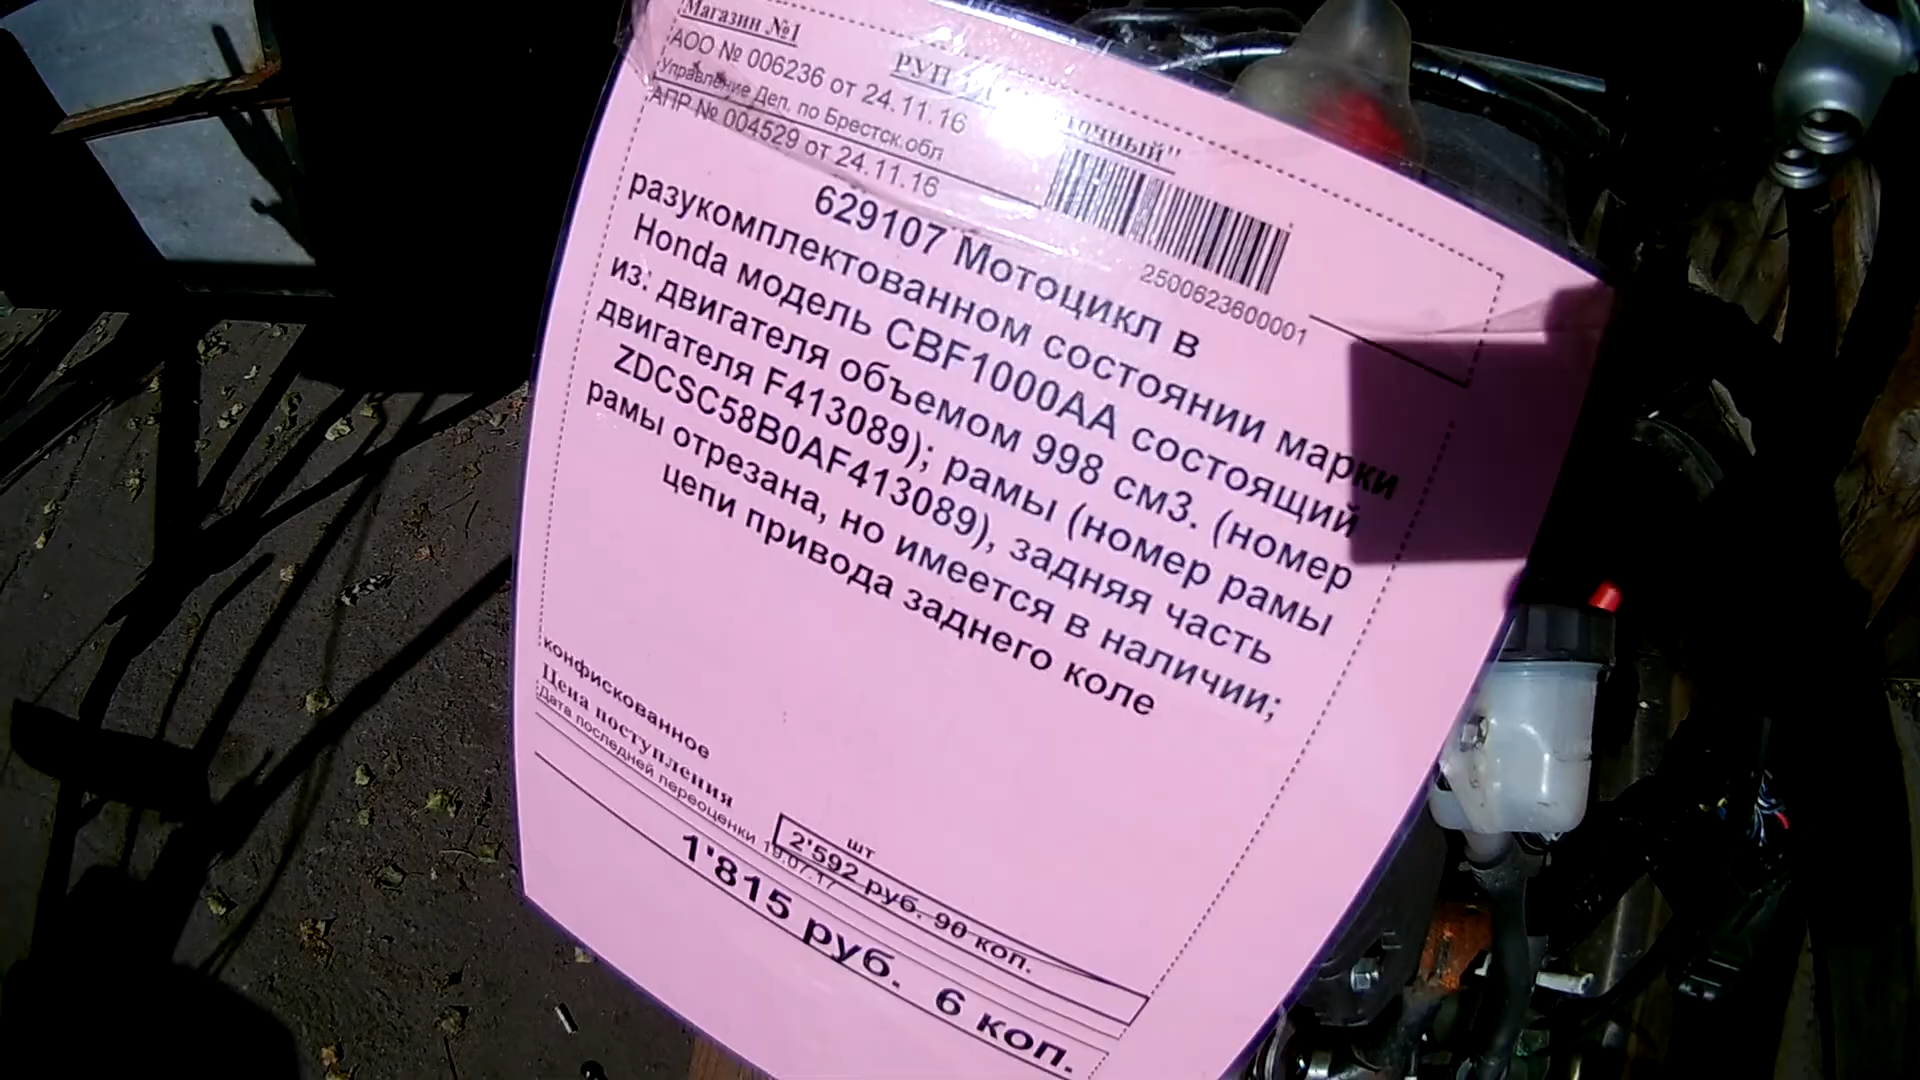 Магазин №1
РУП
точный"
АОО № 006236 от 24.11.16
Управление Деп. по Брестск.обл
АПР № 004529 от 24.11.16
2500623600001
629107 Мотоцикл в
разукомплектованном состоянии марки
Honda модель CBF1000AA состоящий
из: двигателя объемом 998 см3. (номер
двигателя F413089); рамы (номер рамы
ZDCSC58B0AF413089), задняя часть
рамы отрезана, но имеется в наличии;
цепи привода заднего коле
конфискованное
шт
Цена поступления
2'592 руб. 90 коп.
Дата последней переоценки 19.07.17
1'815 руб. 6 коп.